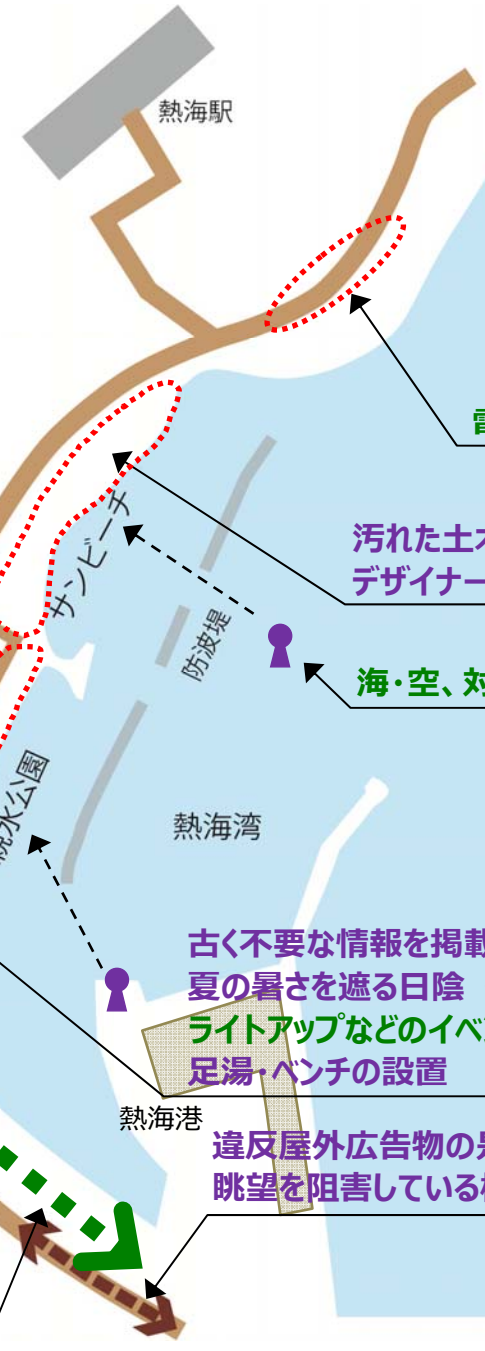 熱海駅
汚れた土
デザイナー
サンビーチ
防波堤
海・空、
親水公園
熱海湾
古く不要な情報を掲載
夏の暑さを遮る日陰
ライトアップなどのイベ
足湯・ベンチの設置
熱海港
違反屋外広告物の
眺望を阻害している